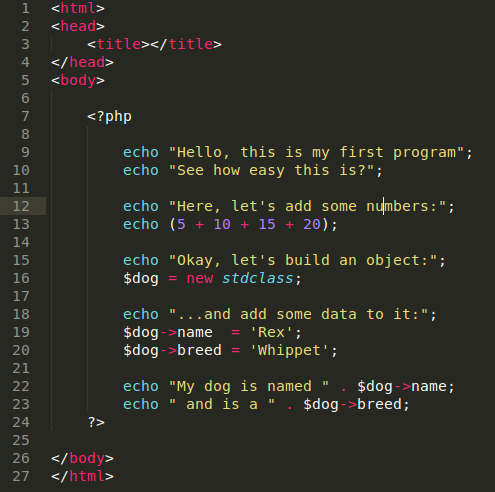 1 <html>
2 <head>
3     <title></title>
4 </head>
5 <body>
6
7     <?php
8
9         echo "Hello, this is my first program";
10         echo "See how easy this is?";
11
12         echo "Here, let's add some numbers:";
13         echo (5 + 10 + 15 + 20);
14
15         echo "Okay, let's build an object:";
16         $dog = new stdclass;
17
18         echo "...and add some data to it:";
19         $dog->name  = 'Rex';
20         $dog->breed = 'Whippet';
21
22         echo "My dog is named " . $dog->name;
23         echo " and is a " . $dog->breed;
24     ?>
25
26 </body>
27 </html>